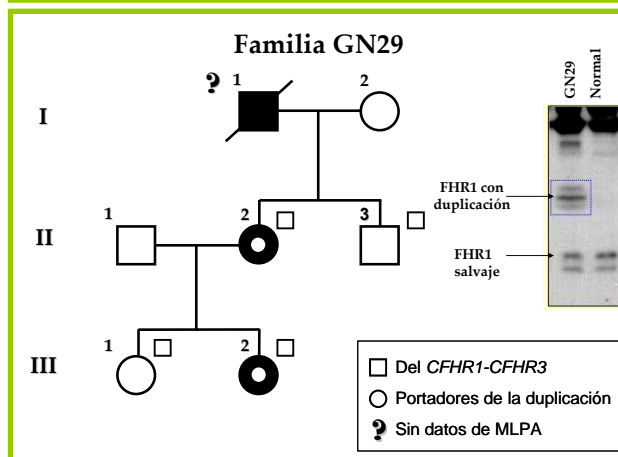 Familia GN29
GN29
Normal
?
1
2
I
FHR1 con
duplicación
1
2
3
II
FHR1
salvaje
1
2
III
Del CFHR1-CFHR3
Portadores de la duplicación
? Sin datos de MLPA